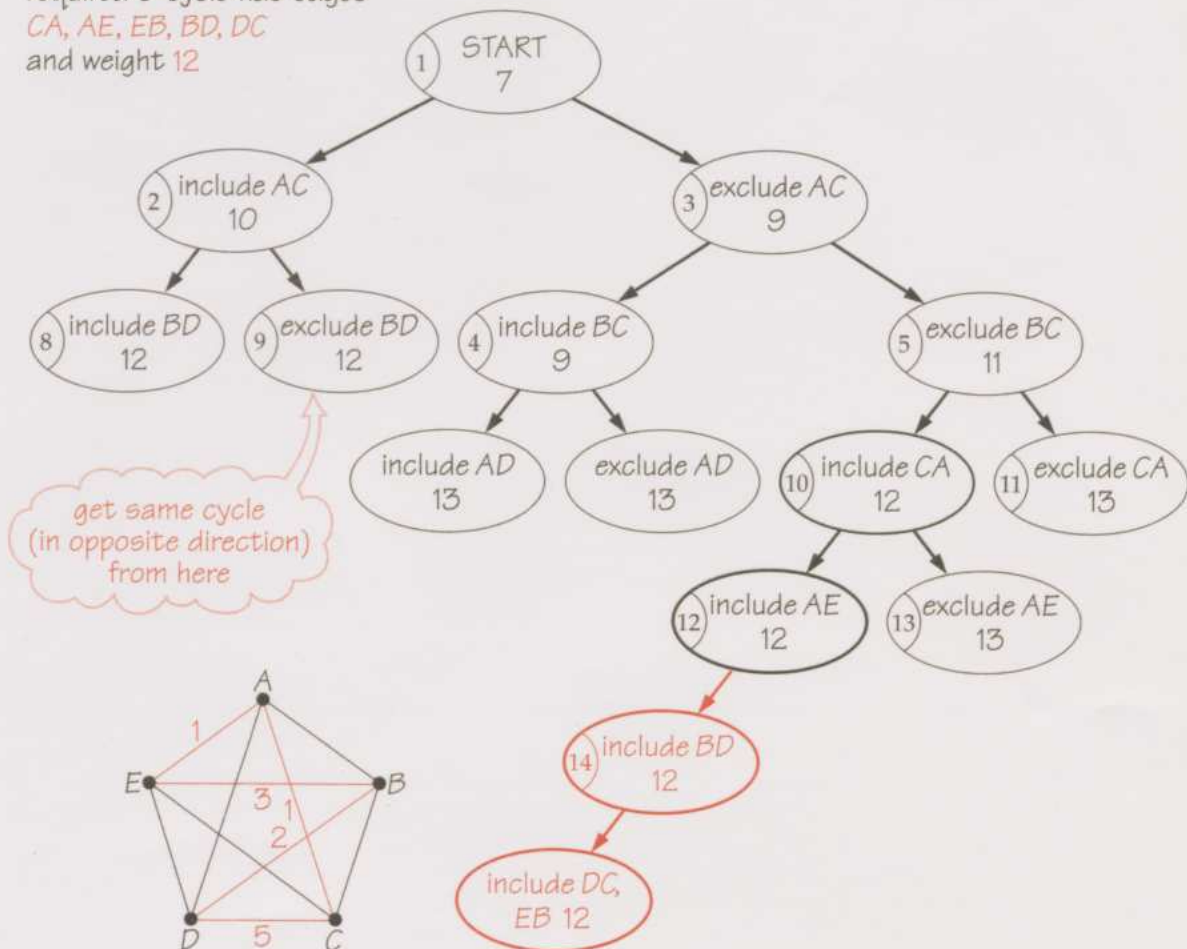 CA, AE, EB, BD, DC
and weight 12
1
START
7
2
include AC
10
3
exclude AC
9
8
include BD
12
9
exclude BD
12
4
include BC
9
5
exclude BC
11
include AD
13
exclude AD
13
10
include CA
12
11
exclude CA
13
get same cycle
(in opposite direction)
from here
12
include AE
12
13
exclude AE
13
14
include BD
12
include DC,
EB 12
A
1
E
B
3
1
2
D
5
C